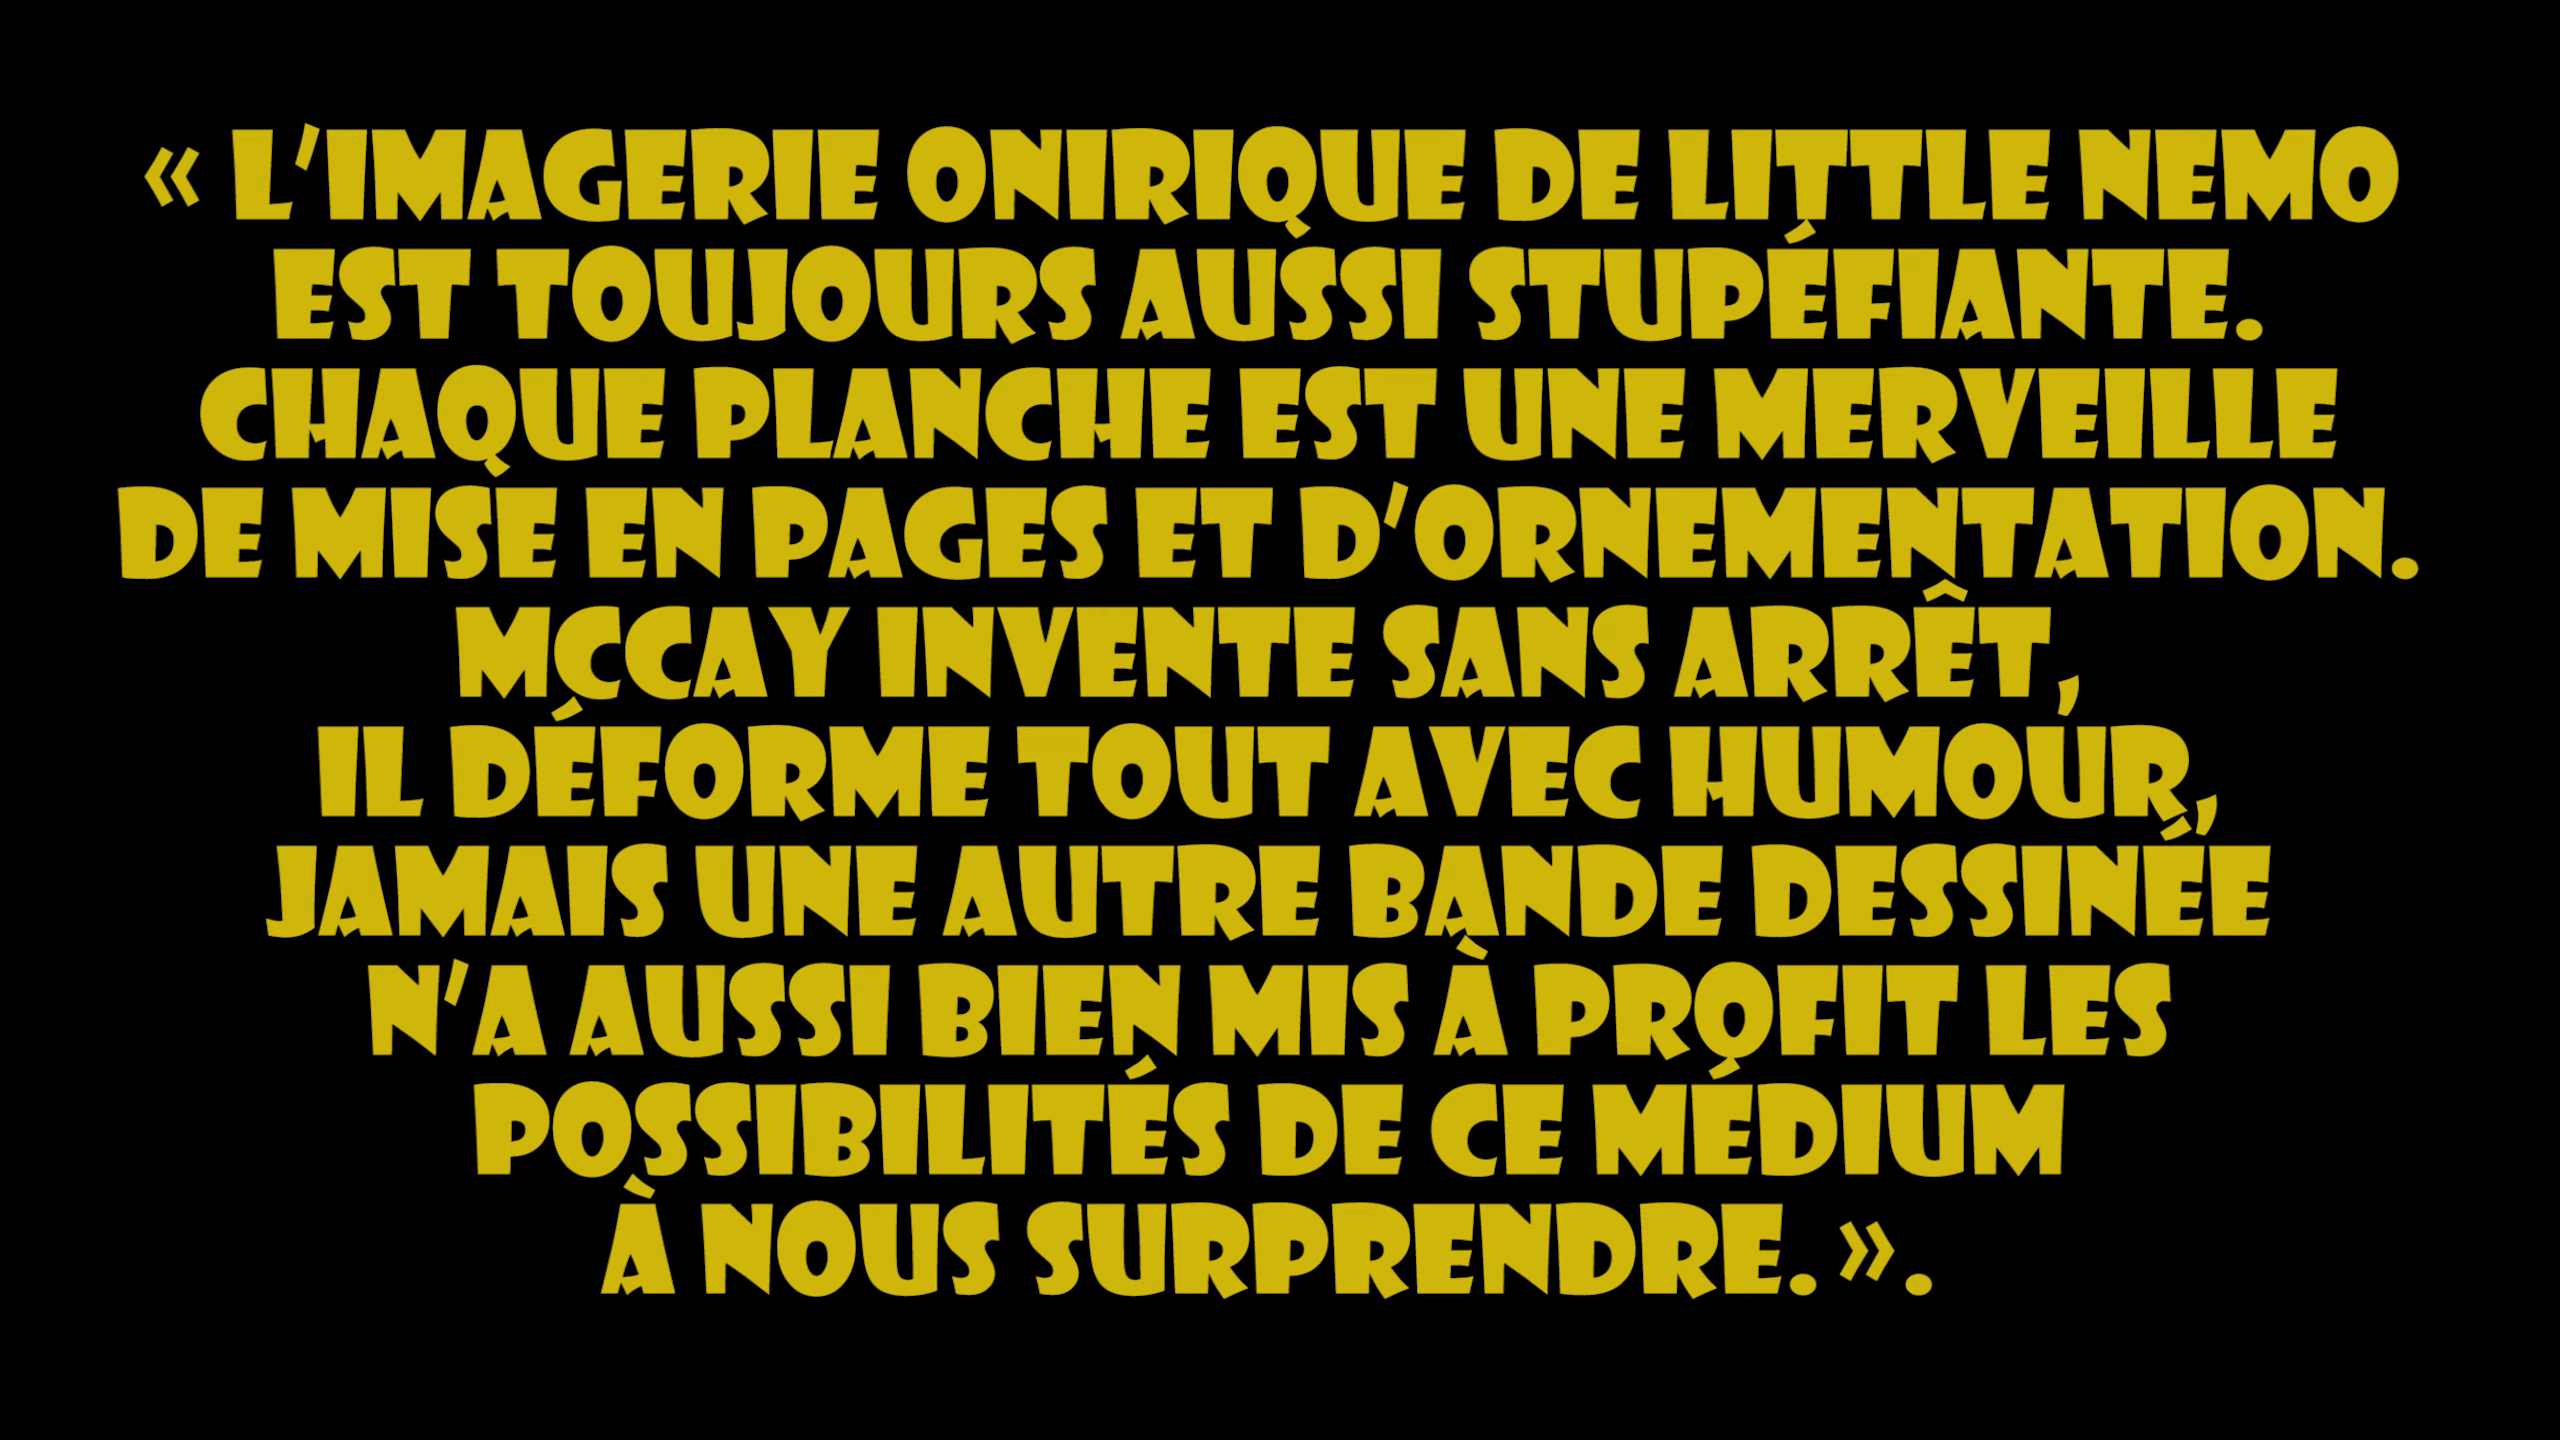 « L'IMAGERIE ONIRIQUE DE LITTLE NEMO
EST TOUJOURS AUSSI STUPÉFIANTE.
CHAQUE PLANCHE EST UNE MERVEILLE
DE MISE EN PAGES ET D'ORNEMENTATION.
MCCAY INVENTE SANS ARRÊT,
IL DÉFORME TOUT AVEC HUMOUR,
JAMAIS UNE AUTRE BANDE DESSINÉE
N'A AUSSI BIEN MIS À PROFIT LES
POSSIBILITÉS DE CE MÉDIUM
À NOUS SURPRENDRE. ».